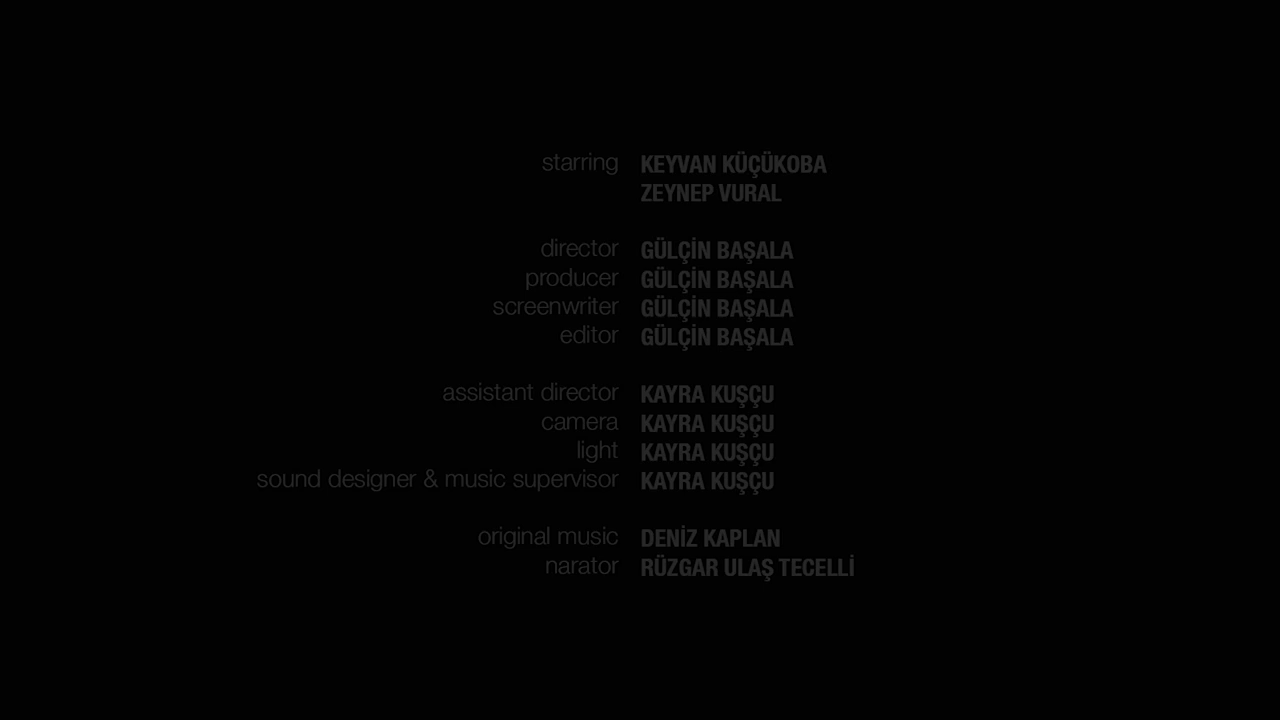 starring KEYVAN KÜÇÜKOBA
ZEYNEP VURAL
director GÜLÇİN BAŞALA
producer GÜLÇİN BAŞALA
screenwriter GÜLÇİN BAŞALA
editor GÜLÇİN BAŞALA
assistant director KAYRA KUŞÇU
camera KAYRA KUŞÇU
light KAYRA KUŞÇU
sound designer & music supervisor KAYRA KUŞÇU
original music DENİZ KAPLAN
narator RÜZGAR ULAŞ TECELLİ